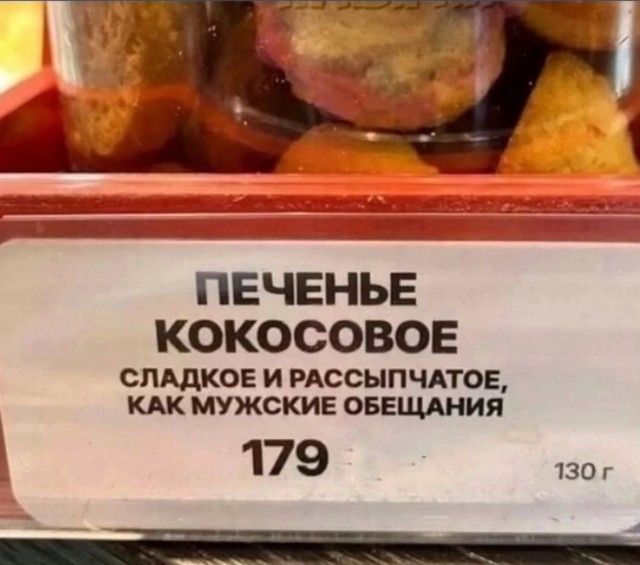 ПЕЧЕНЬЕ
КОКОСОВОЕ
СЛАДКОЕ И РАССЫПЧАТОЕ,
КАК МУЖСКИЕ ОБЕЩАНИЯ
179
130 г